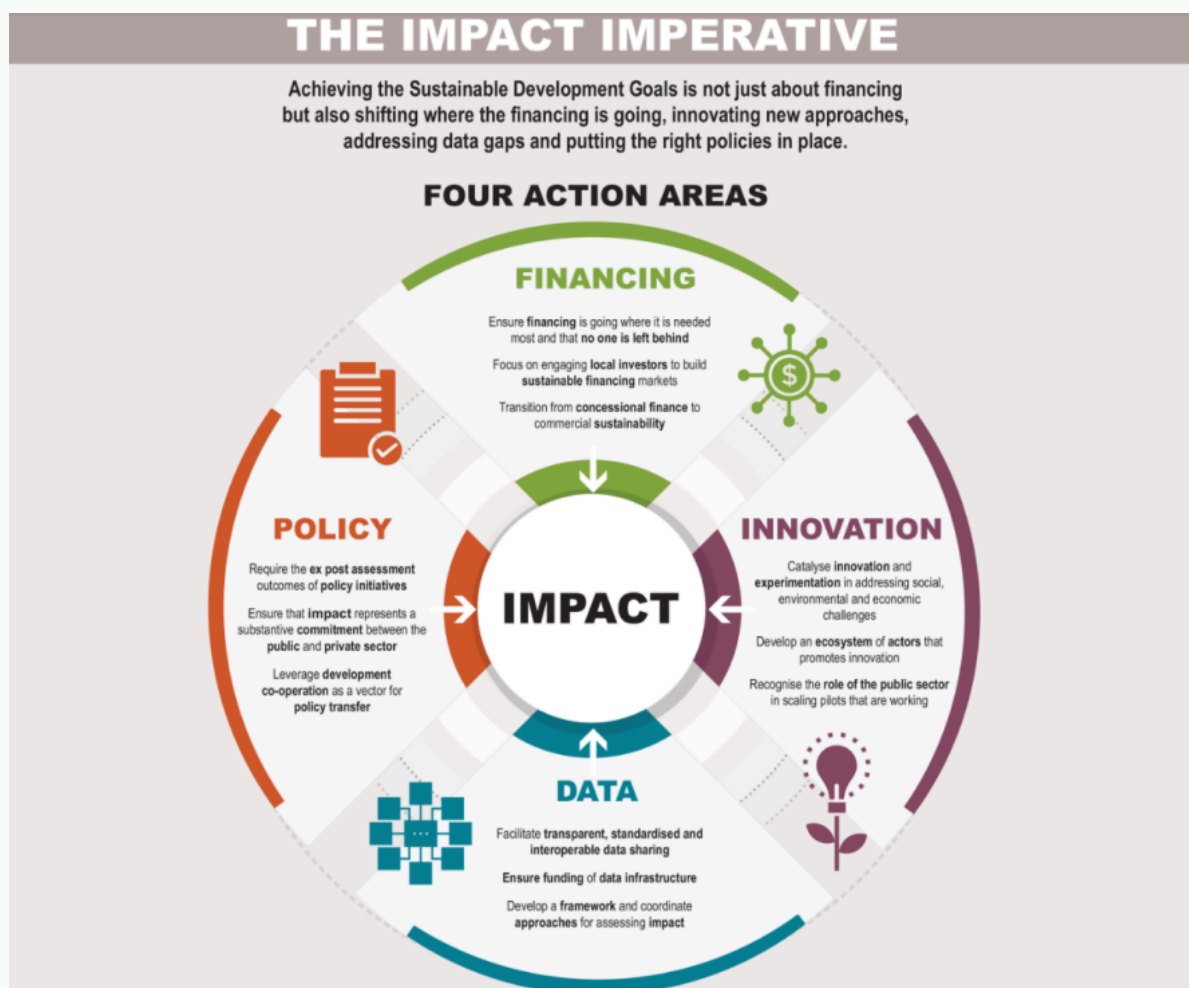 THE IMPACT IMPERATIVE
Achieving the Sustainable Development Goals is not just about financing
but also shifting where the financing is going, innovating new approaches,
addressing data gaps and putting the right policies in place.
FOUR ACTION AREAS
FINANCING
Ensure financing is going where it is needed
most and that no one is left behind
Focus on engaging local investors to build
sustainable financing markets
Transition from concessional finance to
commercial sustainability
$
POLICY
Require the ex post assessment
outcomes of policy initiatives
Ensure that impact represents a
substantive commitment between the
public and private sector
Leverage development
co-operation as a vector for
policy transfer
IMPACT
INNOVATION
Catalyse innovation and
experimentation in addressing social,
environmental and economic
challenges
Develop an ecosystem of actors that
promotes innovation
Recognise the role of the public sector
in scaling pilots that are working
DATA
Facilitate transparent, standardised and
interoperable data sharing
Ensure funding of data infrastructure
Develop a framework and coordinate
approaches for assessing impact